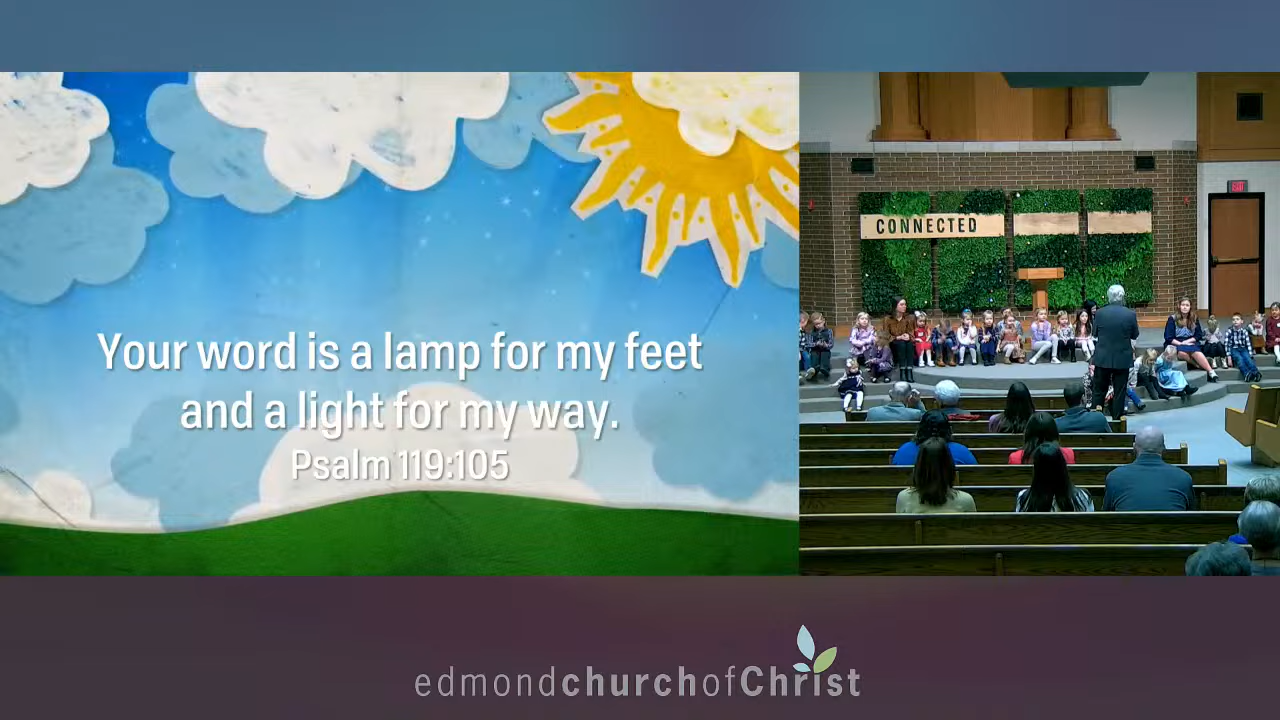 Your word is a lamp for my feet
and a light for my way.
Psalm 119:105
CONNECTED
edmondchurchofChrist